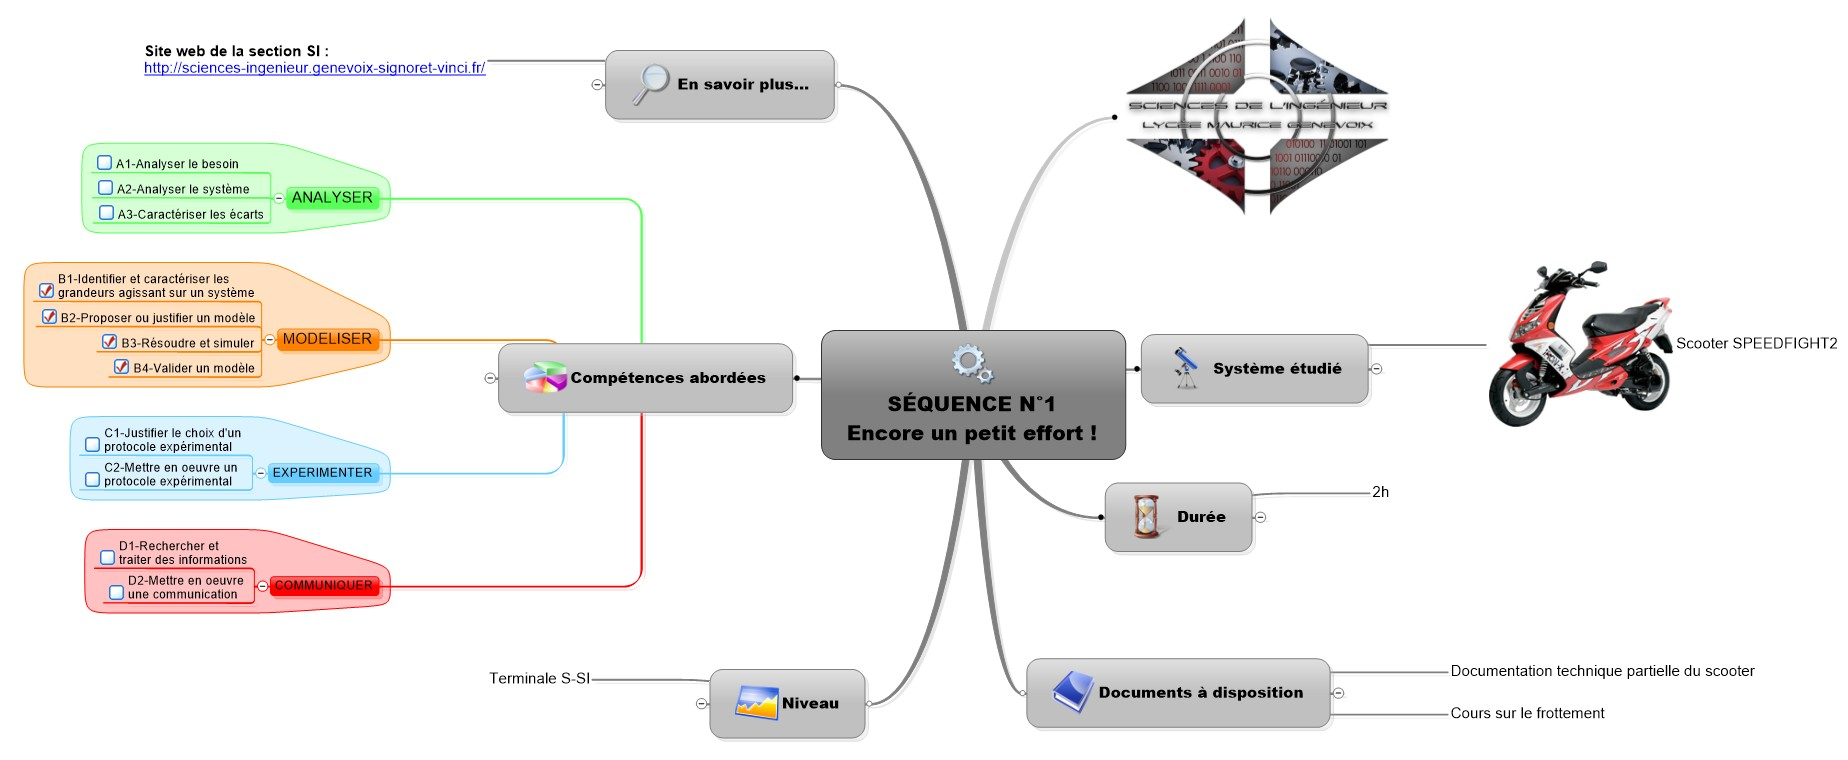 Site web de la section SI :
http://sciences-ingenieur.genevoix-signoret-vinci.fr/
En savoir plus...
SCIENCES DE L'INGÉNIEUR
LYCÉE MAURICE GENEVOIX
A1-Analyser le besoin
A2-Analyser le système
A3-Caractériser les écarts
ANALYSER
B1-Identifier et caractériser les
grandeurs agissant sur un système
B2-Proposer ou justifier un modèle
B3-Résoudre et simuler
B4-Valider un modèle
MODELISER
C1-Justifier le choix d'un
protocole expérimental
C2-Mettre en oeuvre un
protocole expérimental
EXPERIMENTER
D1-Rechercher et
traiter des informations
D2-Mettre en oeuvre
une communication
COMMUNIQUER
Compétences abordées
SÉQUENCE N°1
Encore un petit effort !
Système étudié
Scooter SPEEDFIGHT2
Durée
2h
Terminale S-SI
Niveau
Documents à disposition
Documentation technique partielle du scooter
Cours sur le frottement